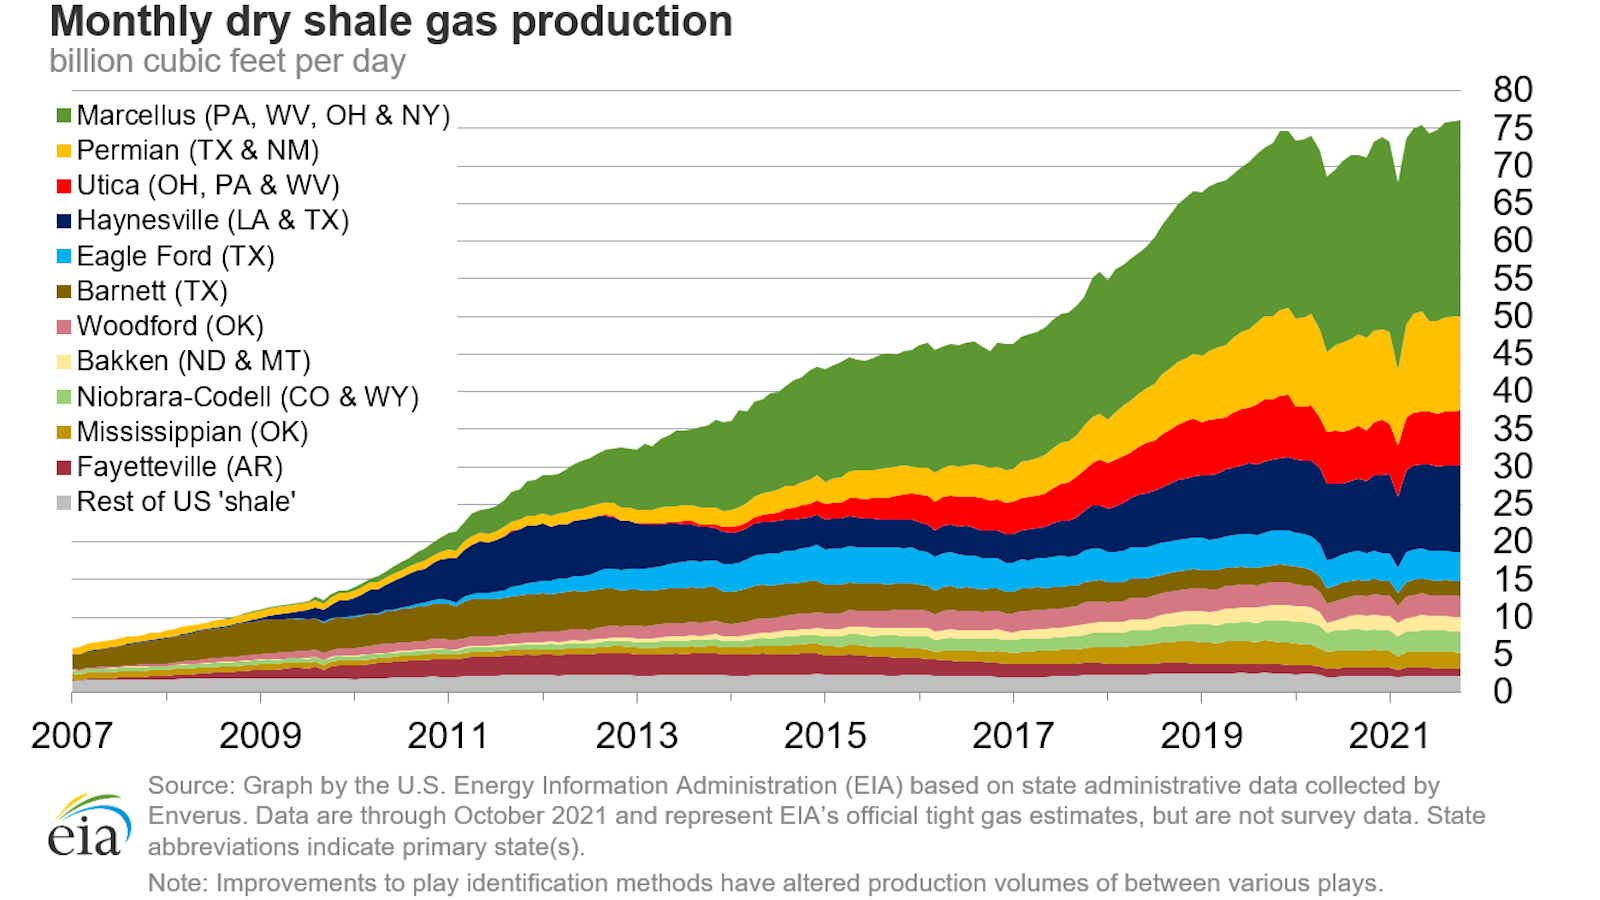 Monthly dry shale gas production
billion cubic feet per day
80
Marcellus (PA, WV, OH & NY)
75
Permian (TX & NM)
70
Utica (OH, PA & WV)
65
Haynesville (LA & TX)
60
Eagle Ford (TX)
55
Barnett (TX)
50
Woodford (OK)
45
Bakken (ND & MT)
40
Niobrara-Codell (CO & WY)
35
Mississippian (OK)
30
Fayetteville (AR)
25
Rest of US 'shale'
20
15
10
5
0
2007 2009 2011 2013 2015 2017 2019 2021
Source: Graph by the U.S. Energy Information Administration (EIA) based on state administrative data collected by
Enverus. Data are through October 2021 and represent EIA's official tight gas estimates, but are not survey data. State
abbreviations indicate primary state(s).
eia
Note: Improvements to play identification methods have altered production volumes of between various plays.